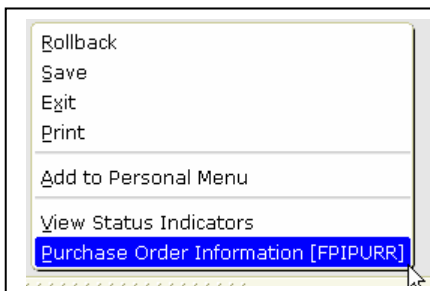 Rollback
Save
Exit
Print
Add to Personal Menu
View Status Indicators
Purchase Order Information [FPIPURR]